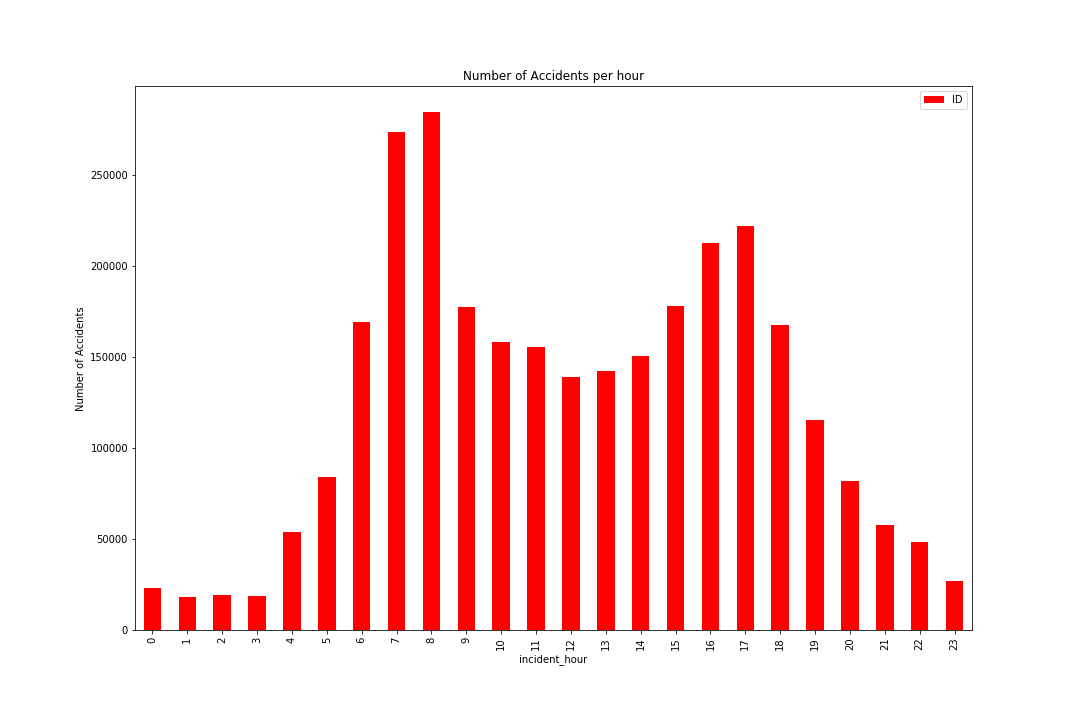 Number of Accidents per hour
ID
Number of Accidents
250000
200000
150000
100000
50000
0
0 1 2 3 4 5 6 7 8 9 10 11 12 13 14 15 16 17 18 19 20 21 22 23
incident_hour